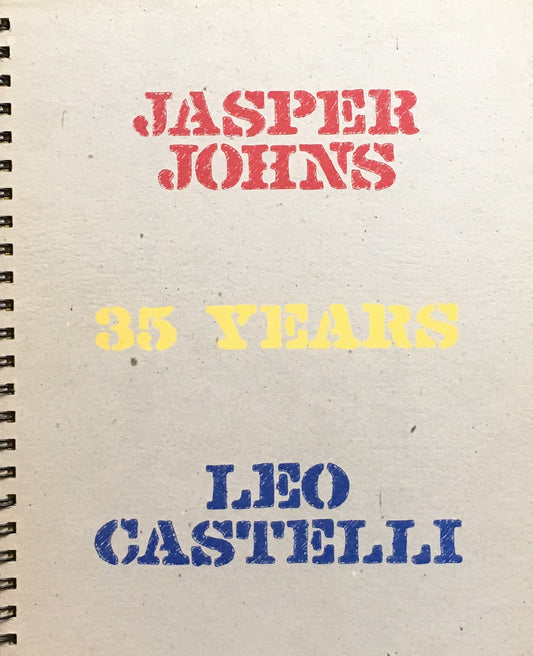 JASPER
JOHNS
35 YEARS
LEO
CASTELLI